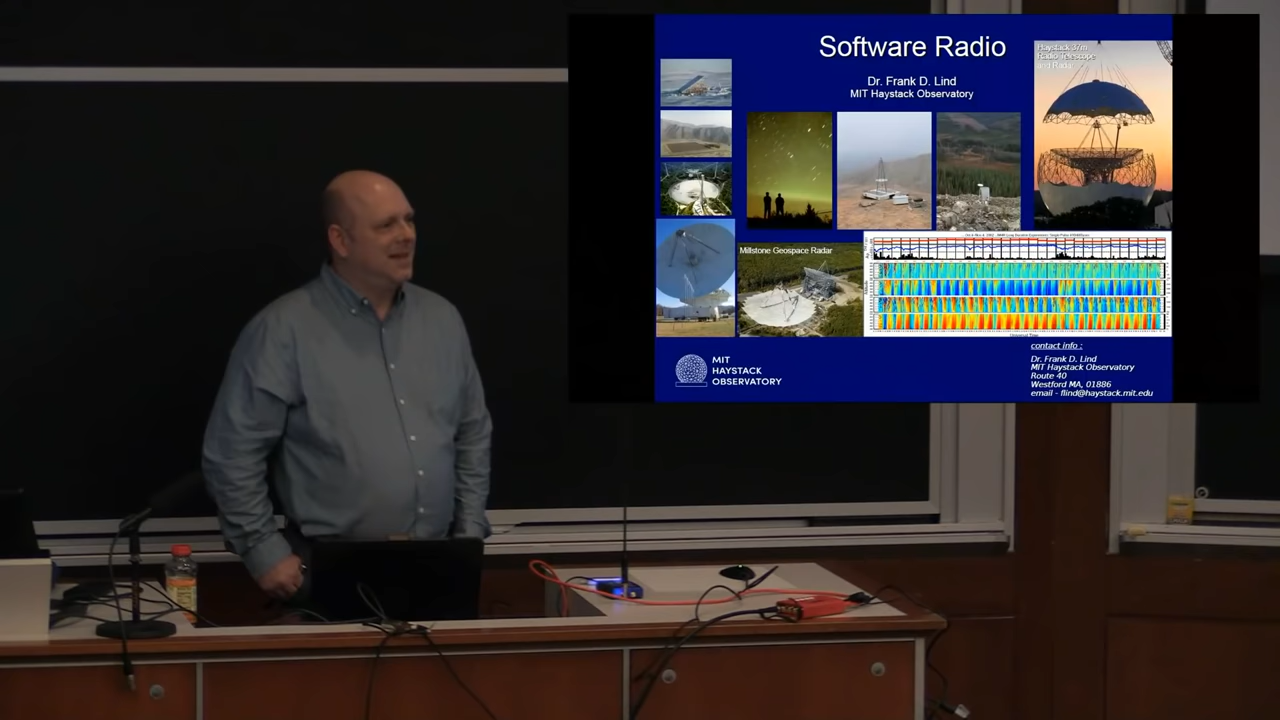 Software Radio
Dr. Frank D. Lind
MIT Haystack Observatory
Haystack 37m
Radio Telescope
and Radar
Millstone Geospace Radar
MIT
HAYSTACK
OBSERVATORY
contact info :
Dr. Frank D. Lind
MIT Haystack Observatory
Route 40
Westford MA, 01886
email - flind@haystack.mit.edu